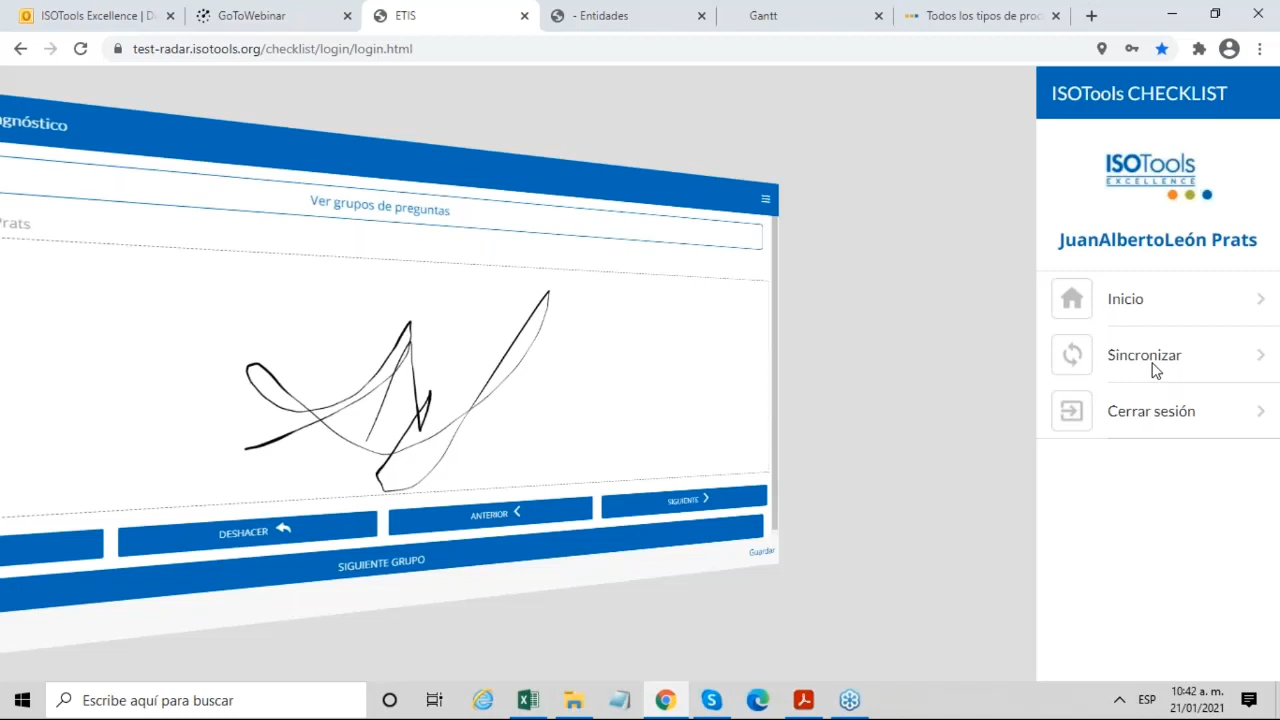 ISOTools Excellence | D
GoToWebinar
ETIS
- Entidades
Gantt
Todos los tipos de proc
test-radar.isotools.org/checklist/login/login.html
ISOTools CHECKLIST
ISOTools
EXCELLENCE
JuanAlbertoLeón Prats
Inicio
Sincronizar
Cerrar sesión
agnóstico
Ver grupos de preguntas
Prats
DESHACER
ANTERIOR
SIGUIENTE
SIGUIENTE GRUPO
Guardar
Escribe aquí para buscar
ESP
10:42 a. m.
21/01/2021